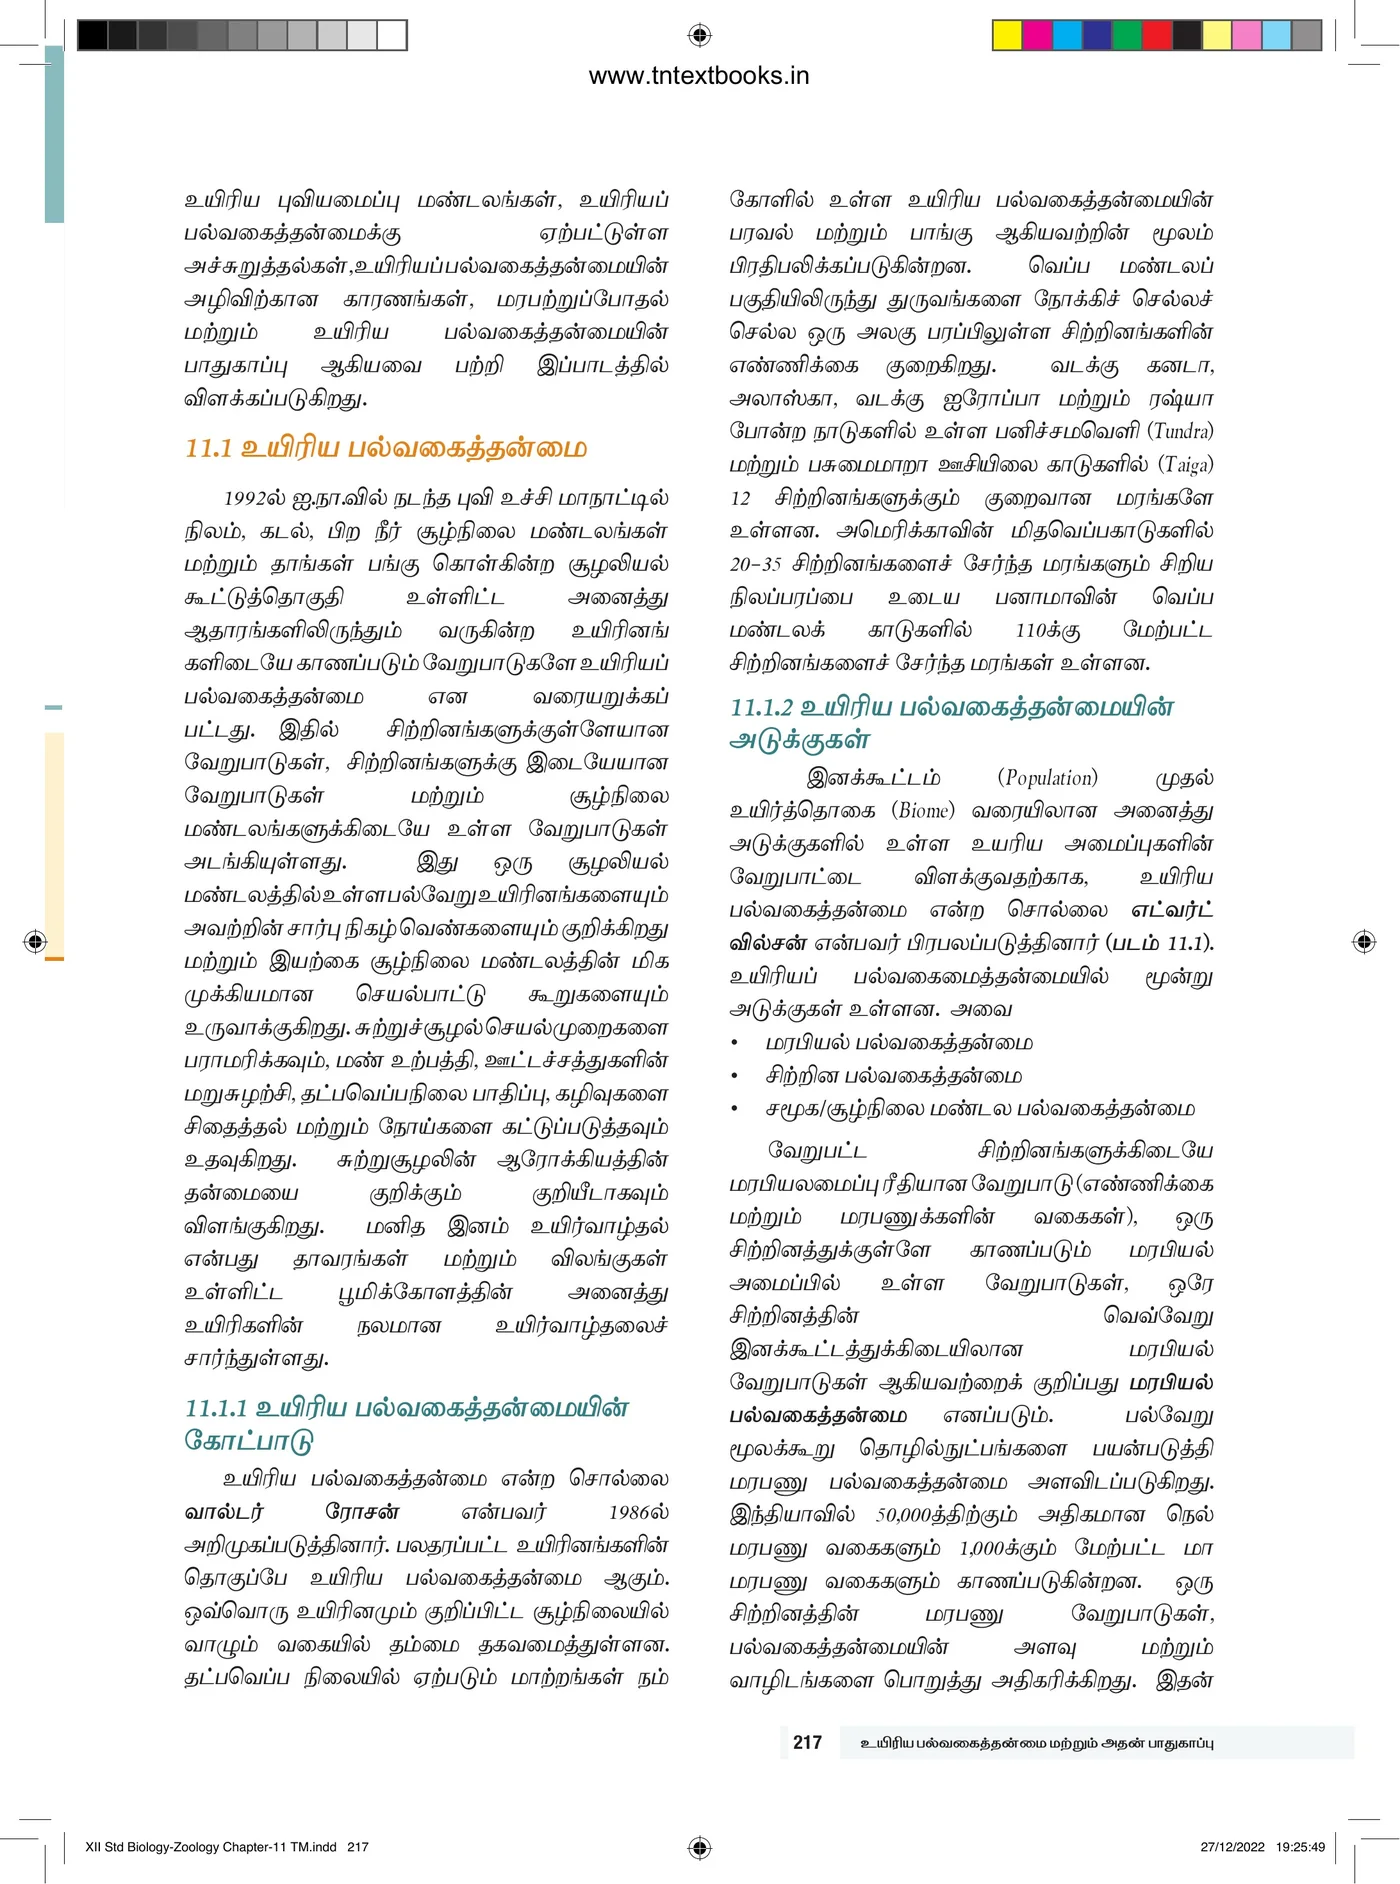 www.tntextbooks.in
உயிரிய புவியமைப்பு மண்டலங்கள், உயிரியப்
பல்வகைத்தன்மைக்கு ஏற்பட்டுள்ள
அச்சுறுத்தல்கள்,உயிரியப்பல்வகைத்தன்மையின்
அழிவிற்கான காரணங்கள், மரபற்றுப்போதல்
மற்றும் உயிரிய பல்வகைத்தன்மையின்
பாதுகாப்பு ஆகியவை பற்றி இப்பாடத்தில்
விளக்கப்படுகிறது.
11.1 உயிரிய பல்வகைத்தன்மை
1992ல் ஐ.நா.வில் நடந்த புவி உச்சி மாநாட்டில்
நிலம், கடல், பிற நீர் சூழ்நிலை மண்டலங்கள்
மற்றும் தாங்கள் பங்கு கொள்கின்ற சூழலியல்
கூட்டுத்தொகுதி உள்ளிட்ட அனைத்து
ஆதாரங்களிலிருந்தும் வருகின்ற உயிரினங்
களிடையே காணப்படும் வேறுபாடுகளே உயிரியப்
பல்வகைத்தன்மை என வரையறுக்கப்
பட்டது. இதில் சிற்றினங்களுக்குள்ளேயான
வேறுபாடுகள், சிற்றினங்களுக்கு இடையேயான
வேறுபாடுகள் மற்றும் சூழ்நிலை
மண்டலங்களுக்கிடையே உள்ள வேறுபாடுகள்
அடங்கியுள்ளது. இது ஒரு சூழலியல்
மண்டலத்தில் உள்ள பல்வேறு உயிரினங்களையும்
அவற்றின் சார்பு நிகழ் வெண்களையும் குறிக்கிறது
மற்றும் இயற்கை சூழ்நிலை மண்டலத்தின் மிக
முக்கியமான செயல்பாட்டு கூறுகளையும்
உருவாக்குகிறது. சுற்றுச்சூழல் செயல்முறைகளை
பராமரிக்கவும், மண் உற்பத்தி, ஊட்டச்சத்துகளின்
மறுசுழற்சி, தட்பவெப்பநிலை பாதிப்பு, கழிவுகளை
சிதைத்தல் மற்றும் நோய்களை கட்டுப்படுத்தவும்
உதவுகிறது. சுற்றுசூழலின் ஆரோக்கியத்தின்
தன்மையை குறிக்கும் குறியீடாகவும்
விளங்குகிறது. மனித இனம் உயிர்வாழ்தல்
என்பது தாவரங்கள் மற்றும் விலங்குகள்
உள்ளிட்ட பூமிக்கோளத்தின் அனைத்து
உயிரிகளின் நலமான உயிர்வாழ்தலைச்
சார்ந்துள்ளது.
11.1.1 உயிரிய பல்வகைத்தன்மையின்
கோட்பாடு
உயிரிய பல்வகைத்தன்மை என்ற சொல்லை
வால்டர் ரோசன் என்பவர் 1986ல்
அறிமுகப்படுத்தினார். பலதரப்பட்ட உயிரினங்களின்
தொகுப்பே உயிரிய பல்வகைத்தன்மை ஆகும்.
ஒவ்வொரு உயிரினமும் குறிப்பிட்ட சூழ்நிலையில்
வாழும் வகையில் தம்மை தகவமைத்துள்ளன.
தட்பவெப்ப நிலையில் ஏற்படும் மாற்றங்கள் நம்
கோளில் உள்ள உயிரிய பல்வகைத்தன்மையின்
பரவல் மற்றும் பாங்கு ஆகியவற்றின் மூலம்
பிரதிபலிக்கப்படுகின்றன. வெப்ப மண்டலப்
பகுதியிலிருந்து துருவங்களை நோக்கிச் செல்லச்
செல்ல ஒரு அலகு பரப்பிலுள்ள சிற்றினங்களின்
எண்ணிக்கை குறைகிறது. வடக்கு கனடா,
அலாஸ்கா, வடக்கு ஐரோப்பா மற்றும் ரஷ்யா
போன்ற நாடுகளில் உள்ள பனிச்சமவெளி (Tundra)
மற்றும் பசுமைமாறா ஊசியிலை காடுகளில் (Taiga)
12 சிற்றினங்களுக்கும் குறைவான மரங்களே
உள்ளன. அமெரிக்காவின் மிதவெப்பகாடுகளில்
20-35 சிற்றினங்களைச் சேர்ந்த மரங்களும் சிறிய
நிலப்பரப்பை உடைய பனாமாவின் வெப்ப
மண்டலக் காடுகளில் 110க்கு மேற்பட்ட
சிற்றினங்களைச் சேர்ந்த மரங்கள் உள்ளன.
11.1.2 உயிரிய பல்வகைத்தன்மையின்
அடுக்குகள்
இனக்கூட்டம் (Population) முதல்
உயிர்த்தொகை (Biome) வரையிலான அனைத்து
அடுக்குகளில் உள்ள உயரிய அமைப்புகளின்
வேறுபாட்டை விளக்குவதற்காக, உயிரிய
பல்வகைத்தன்மை என்ற சொல்லை எட்வர்ட்
வில்சன் என்பவர் பிரபலப்படுத்தினார் (படம் 11.1).
உயிரியப் பல்வகைமைத்தன்மையில் மூன்று
அடுக்குகள் உள்ளன. அவை
• மரபியல் பல்வகைத்தன்மை
• சிற்றின பல்வகைத்தன்மை
• சமூக/சூழ்நிலை மண்டல பல்வகைத்தன்மை
வேறுபட்ட சிற்றினங்களுக்கிடையே
மரபியலமைப்பு ரீதியான வேறுபாடு (எண்ணிக்கை
மற்றும் மரபணுக்களின் வகைகள்), ஒரு
சிற்றினத்துக்குள்ளே காணப்படும் மரபியல்
அமைப்பில் உள்ள வேறுபாடுகள், ஒரே
சிற்றினத்தின் வெவ்வேறு
இனக்கூட்டத்துக்கிடையிலான மரபியல்
வேறுபாடுகள் ஆகியவற்றைக் குறிப்பது மரபியல்
பல்வகைத்தன்மை எனப்படும். பல்வேறு
மூலக்கூறு தொழில்நுட்பங்களை பயன்படுத்தி
மரபணு பல்வகைத்தன்மை அளவிடப்படுகிறது.
இந்தியாவில் 50,000த்திற்கும் அதிகமான நெல்
மரபணு வகைகளும் 1,000க்கும் மேற்பட்ட மா
மரபணு வகைகளும் காணப்படுகின்றன. ஒரு
சிற்றினத்தின் மரபணு வேறுபாடுகள்,
பல்வகைத்தன்மையின் அளவு மற்றும்
வாழிடங்களை பொறுத்து அதிகரிக்கிறது. இதன்
217 உயிரிய பல்வகைத்தன்மை மற்றும் அதன் பாதுகாப்பு
XII Std Biology-Zoology Chapter-11 TM.indd 217 27/12/2022 19:25:49